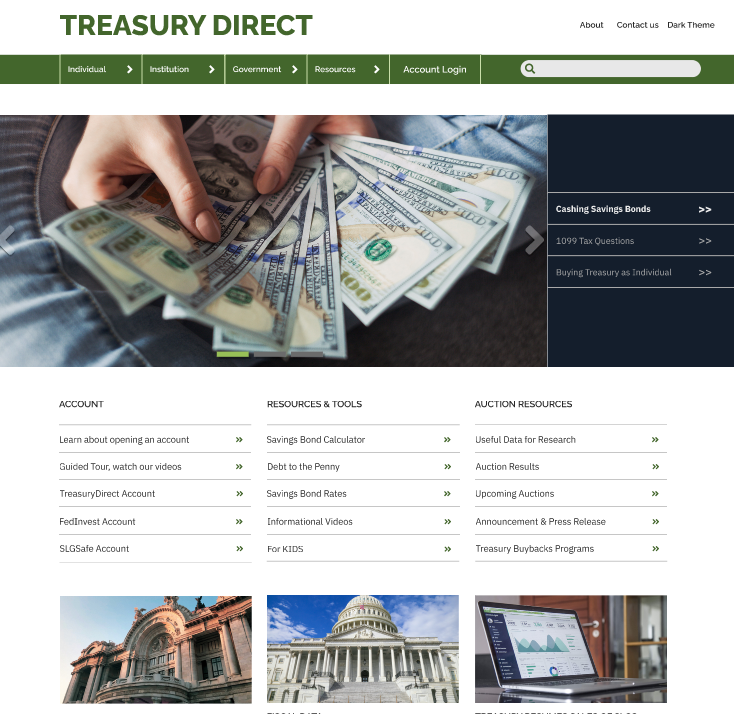 TREASURY DIRECT
About Contact us Dark Theme
Individual Institution Government Resources Account Login
Cashing Savings Bonds >>
1099 Tax Questions >>
Buying Treasury as Individual >>
ACCOUNT
Learn about opening an account »
Guided Tour, watch our videos »
TreasuryDirect Account »
FedInvest Account »
SLGSafe Account »
RESOURCES & TOOLS
Savings Bond Calculator »
Debt to the Penny »
Savings Bond Rates »
Informational Videos »
For KIDS »
AUCTION RESOURCES
Useful Data for Research »
Auction Results »
Upcoming Auctions »
Announcement & Press Release »
Treasury Buybacks Programs »